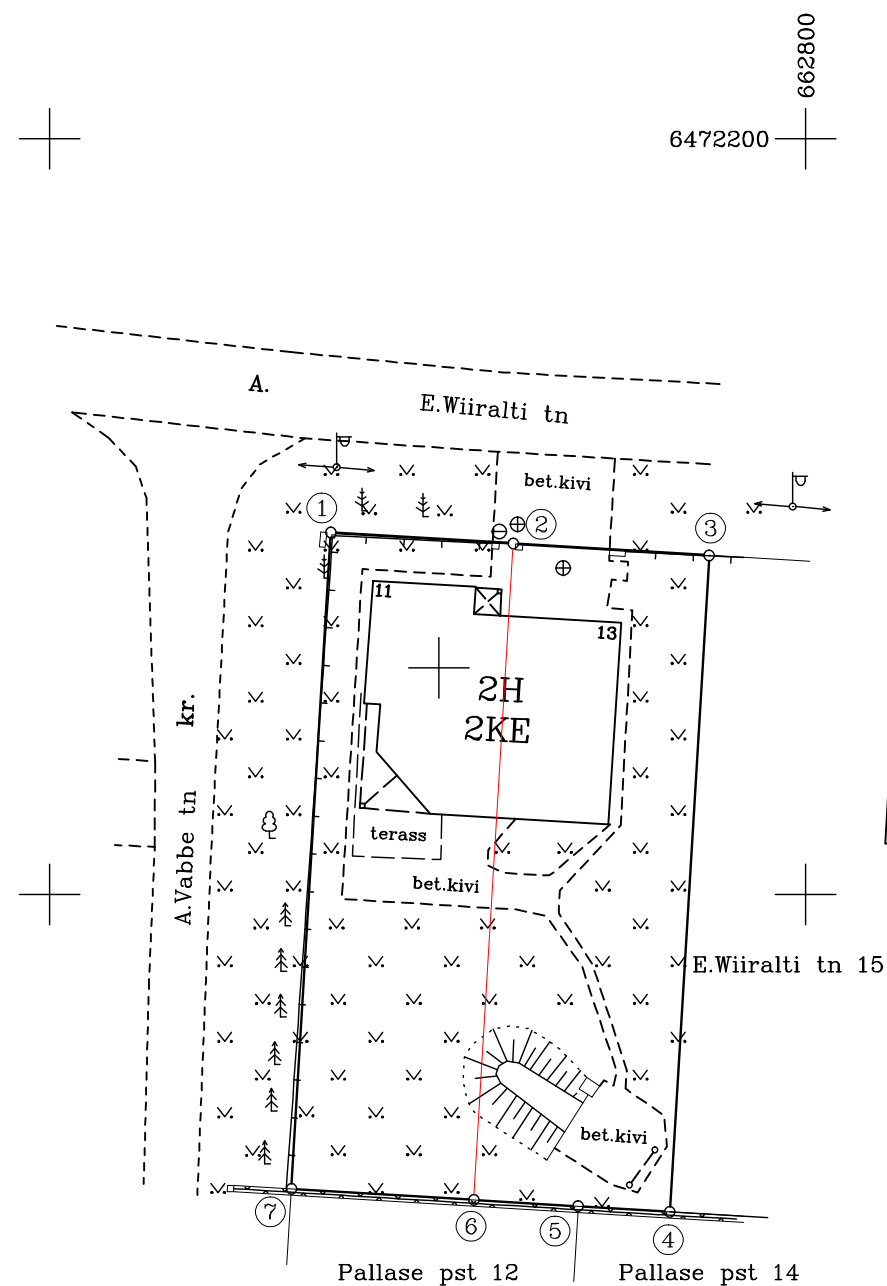 662800
6472200
A.
E.Wiiralti tn
bet.kivi
1
2
3
11
13
2H
2KE
A.Vabbe tn kr.
terass
bet.kivi
E.Wiiralti tn 15
bet.kivi
7
6
5
4
Pallase pst 12
Pallase pst 14